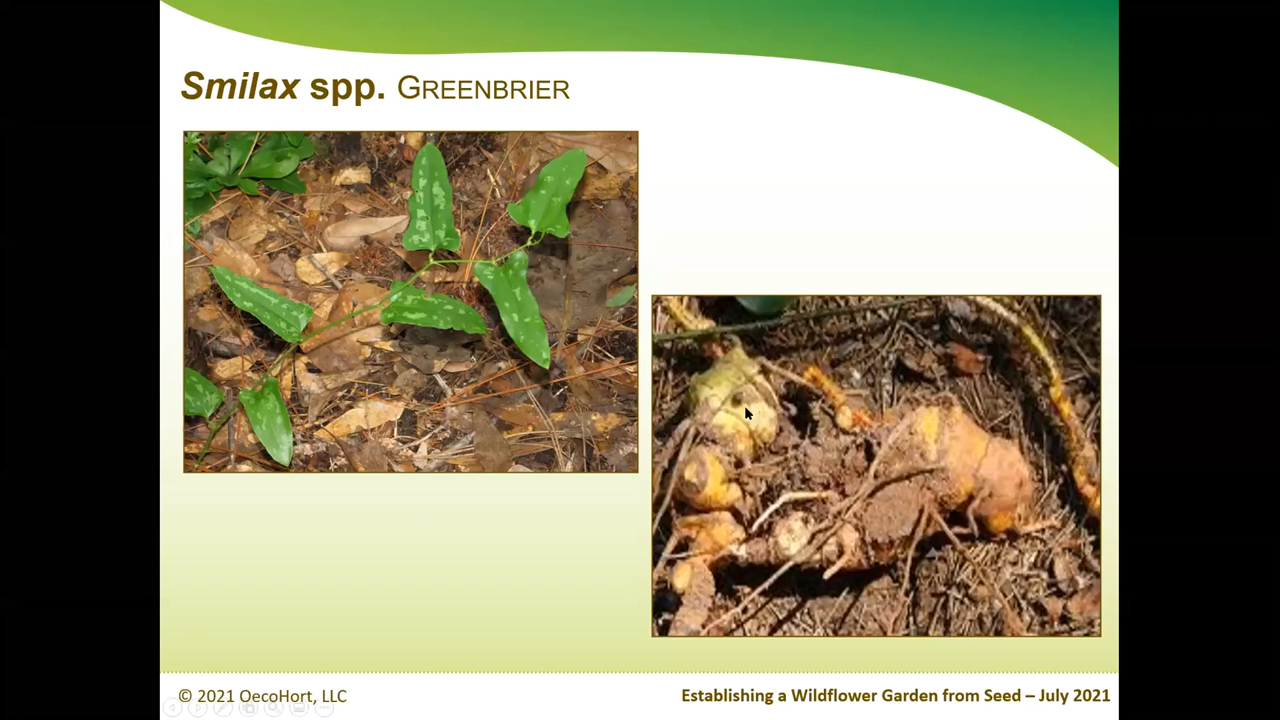 Smilax spp. GREENBRIER
© 2021 OecoHort, LLC
Establishing a Wildflower Garden from Seed – July 2021